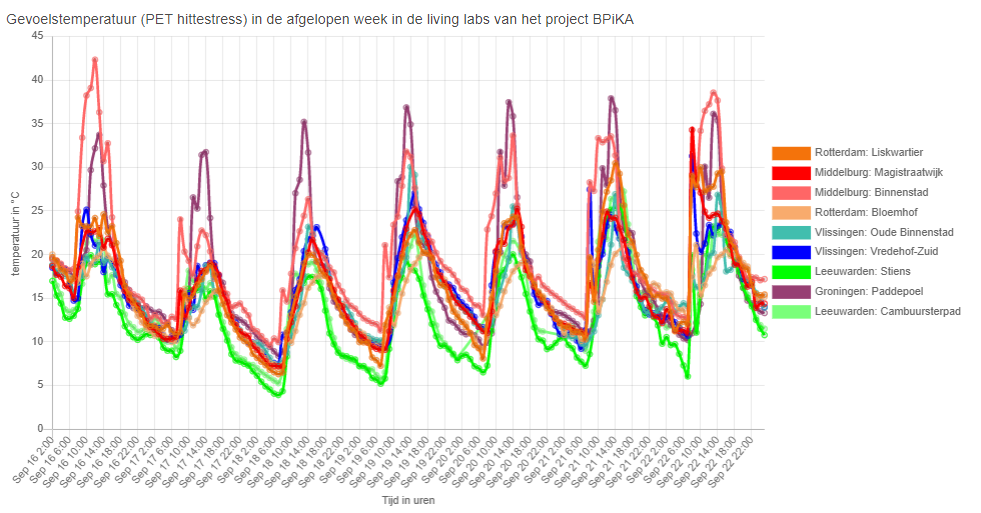 Gevoelstemperatuur (PET hittestress) in de afgelopen week in de living labs van het project BPiKA
45
40
35
30
25
20
15
10
5
0
temperatuur in °C
Rotterdam: Liskwartier
Middelburg: Magistraatwijk
Middelburg: Binnenstad
Rotterdam: Bloemhof
Vlissingen: Oude Binnenstad
Vlissingen: Vredehof-Zuid
Leeuwarden: Stiens
Groningen: Paddepoel
Leeuwarden: Cambuursterpad
Sep 16 2:00
Sep 16 6:00
Sep 16 10:00
Sep 16 14:00
Sep 16 18:00
Sep 16 22:00
Sep 17 2:00
Sep 17 6:00
Sep 17 10:00
Sep 17 14:00
Sep 17 18:00
Sep 17 22:00
Sep 18 2:00
Sep 18 6:00
Sep 18 10:00
Sep 18 14:00
Sep 18 18:00
Sep 18 22:00
Sep 19 2:00
Sep 19 6:00
Sep 19 10:00
Sep 19 14:00
Sep 19 18:00
Sep 19 22:00
Sep 20 2:00
Sep 20 6:00
Sep 20 10:00
Sep 20 14:00
Sep 20 18:00
Sep 20 22:00
Sep 21 2:00
Sep 21 6:00
Sep 21 10:00
Sep 21 14:00
Sep 21 18:00
Sep 21 22:00
Sep 22 2:00
Sep 22 6:00
Sep 22 10:00
Sep 22 14:00
Sep 22 18:00
Sep 22 22:00
Tijd in uren